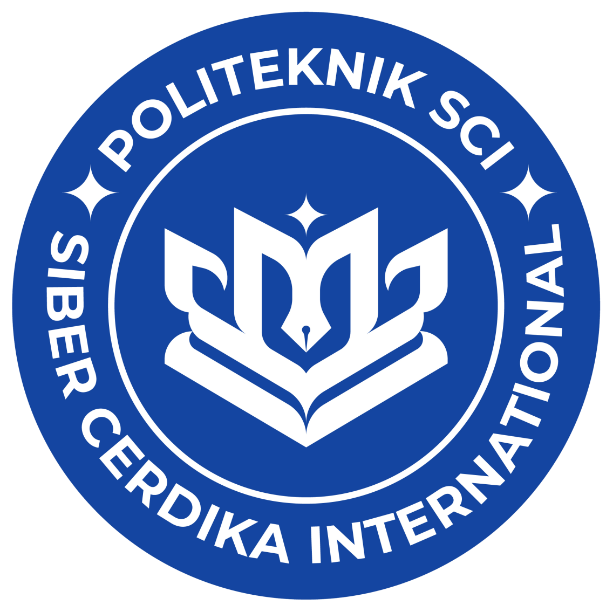 POLITEKNIK SCI
SIBER CERDIKA INTERNATIONAL